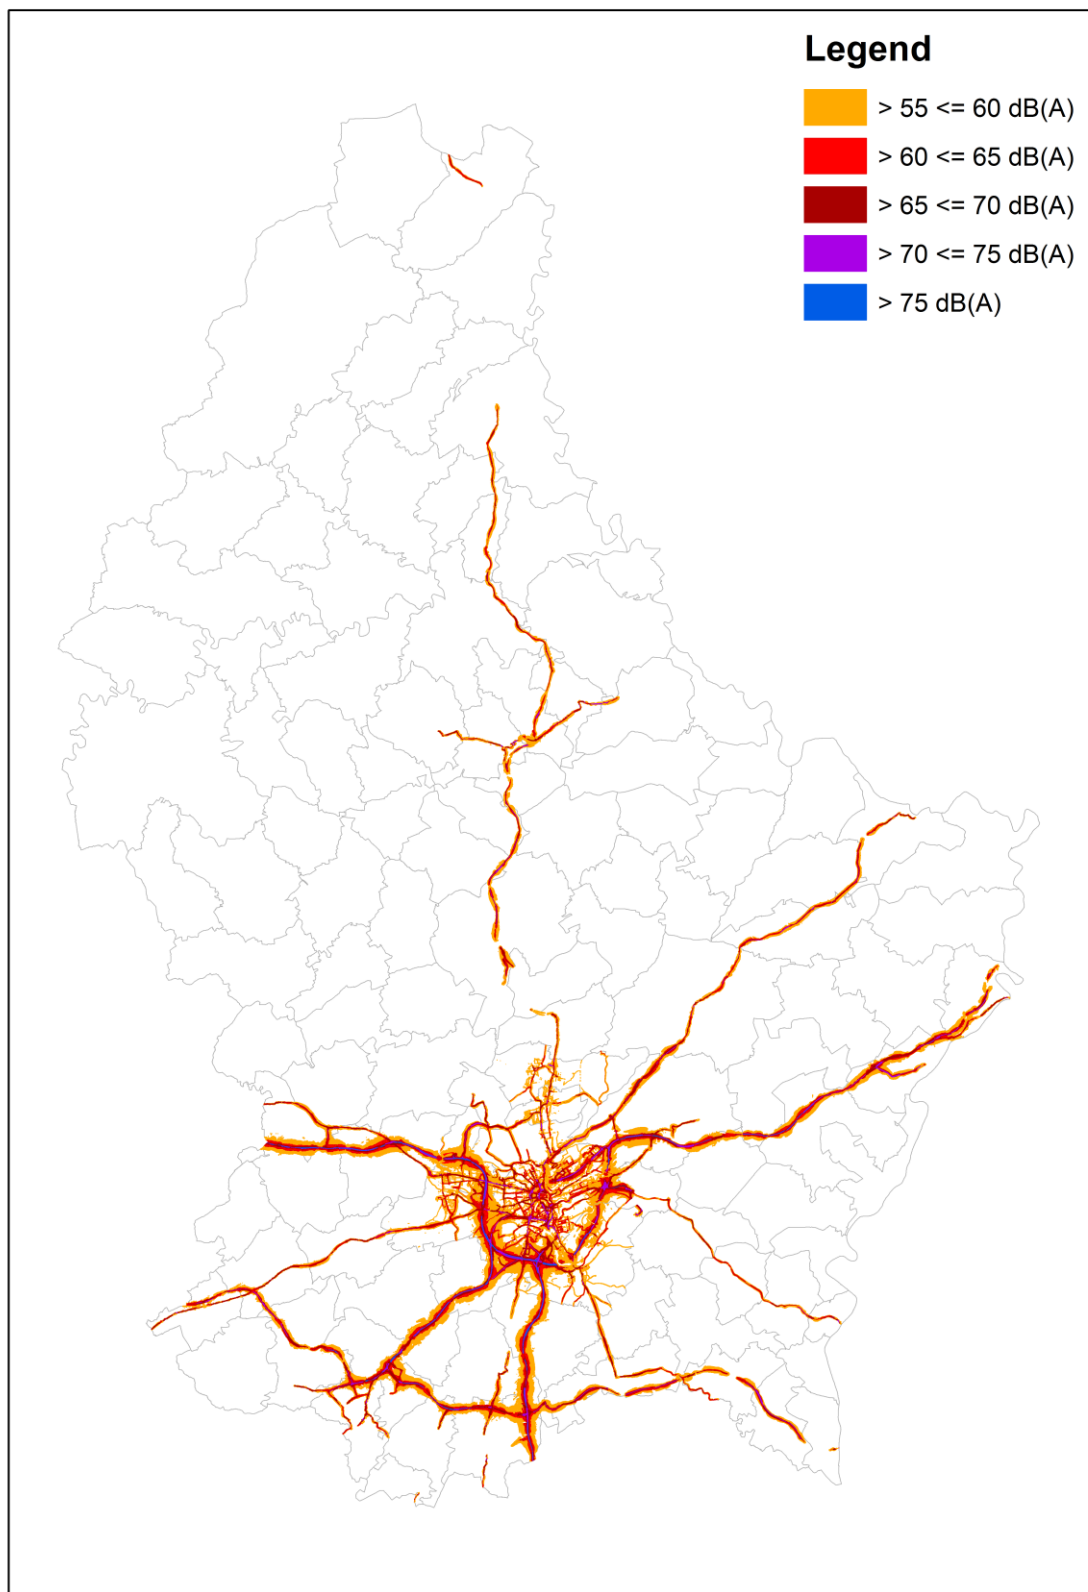 Legend
> 55 <= 60 dB(A)
> 60 <= 65 dB(A)
> 65 <= 70 dB(A)
> 70 <= 75 dB(A)
> 75 dB(A)